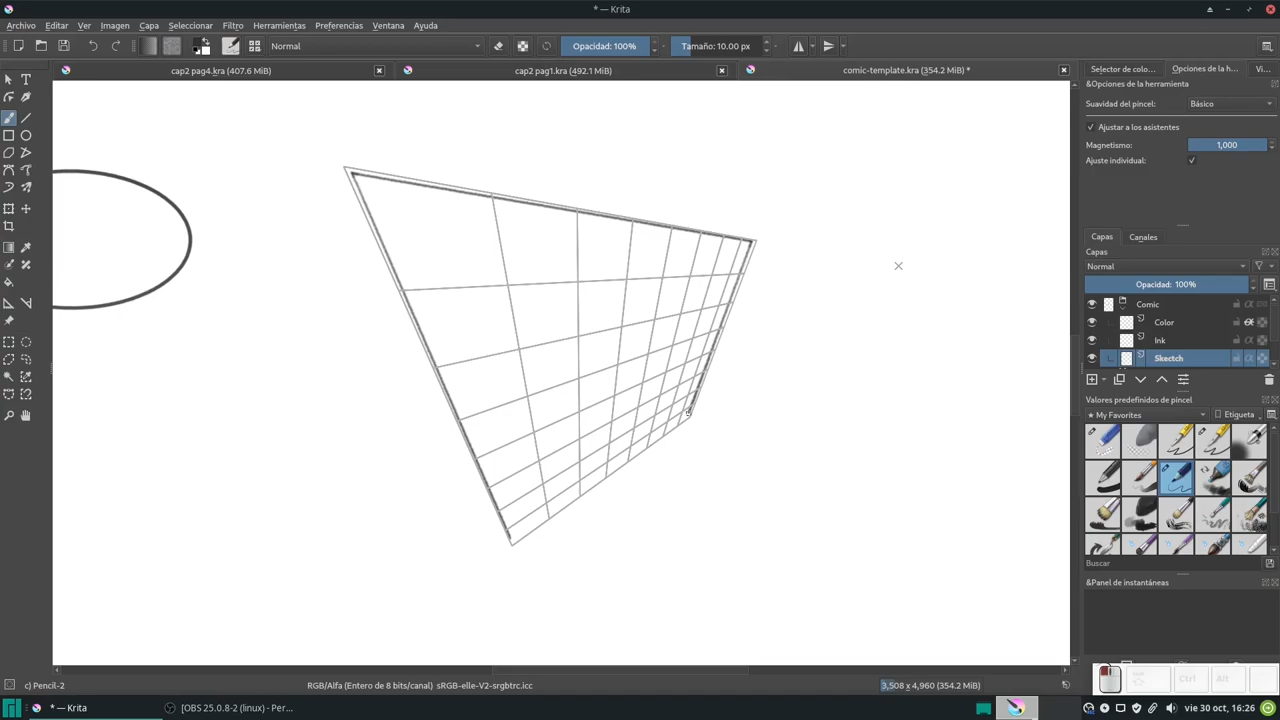 * — Krita
Archivo Editar Ver Imagen Capa Seleccionar Filtro Herramientas Preferencias Ventana Ayuda
Normal Opacidad: 100% Tamaño: 10.00 px
cap2 pag4.kra (407.6 MiB) cap2 pag1.kra (492.1 MiB) comic-template.kra (354.2 MiB) *
Selector de colo... Opciones de la h... Vi...
&Opciones de la herramienta
Suavidad del pincel: Básico
Ajustar a los asistentes
Magnetismo: 1,000
Ajuste individual:
Capas Canales
Capas
Normal
Opacidad: 100%
Comic
Color
Ink
Skectch
Valores predefinidos de pincel
★ My Favorites Etiqueta
Buscar
&Panel de instantáneas
Ctrl Alt
c) Pencil-2 RGB/Alfa (Entero de 8 bits/canal) sRGB-elle-V2-srgbtrc.icc 3,508 x 4,960 (354.2 MiB)
* — Krita [OBS 25.0.8-2 (linux) - Per... vie 30 oct, 16:26